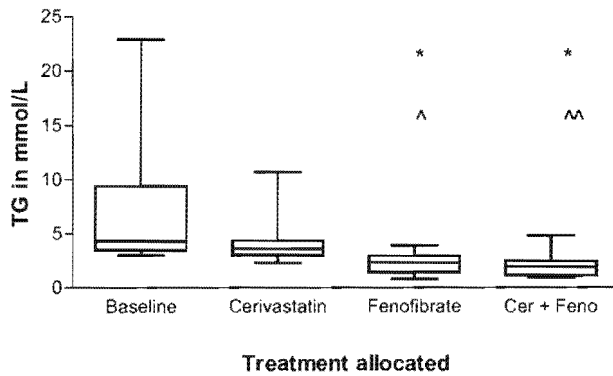 25
20
15
10
5
0
TG in mmol/L
* *
^ ^^
Baseline Cerivastatin Fenofibrate Cer + Feno
Treatment allocated